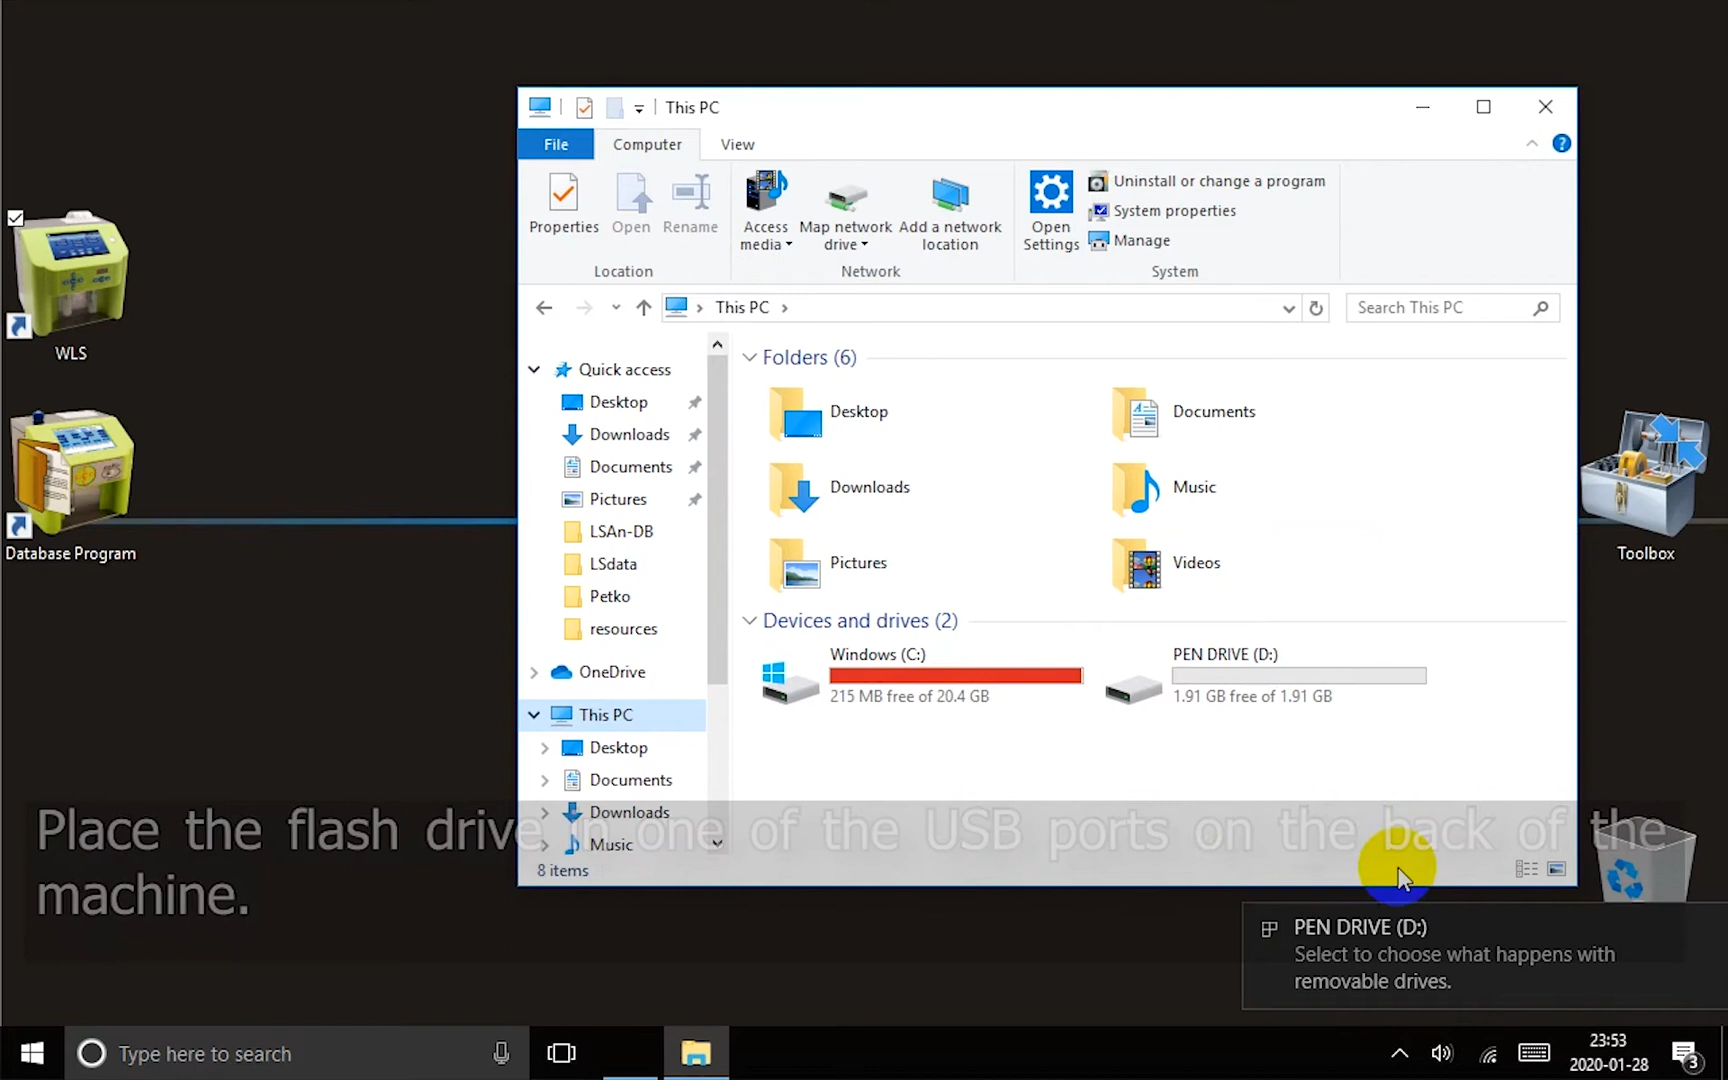 This PC
File
Computer
View
Properties
Open
Rename
Location
Access
media
Map network
drive
Add a network
location
Network
Open
Settings
Uninstall or change a program
System properties
Manage
System
This PC
Search This PC
Quick access
Desktop
Downloads
Documents
Pictures
LSAn-DB
LSdata
Petko
resources
OneDrive
This PC
Desktop
Documents
Downloads
Music
8 items
Folders (6)
Desktop
Documents
Downloads
Music
Pictures
Videos
Devices and drives (2)
Windows (C:)
215 MB free of 20.4 GB
PEN DRIVE (D:)
1.91 GB free of 1.91 GB
WLS
Database Program
Toolbox
Place the flash drive in one of the USB ports on the back of the
machine.
PEN DRIVE (D:)
Select to choose what happens with
removable drives.
Type here to search
23:53
2020-01-28
3